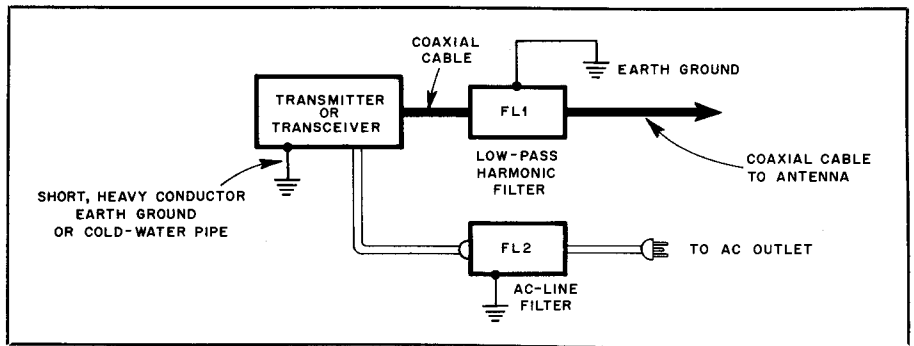 COAXIAL
CABLE
EARTH GROUND
TRANSMITTER
OR
TRANSCEIVER
FL1
LOW-PASS
HARMONIC
FILTER
COAXIAL CABLE
TO ANTENNA
SHORT, HEAVY CONDUCTOR
EARTH GROUND
OR COLD-WATER PIPE
FL2
TO AC OUTLET
AC-LINE
FILTER